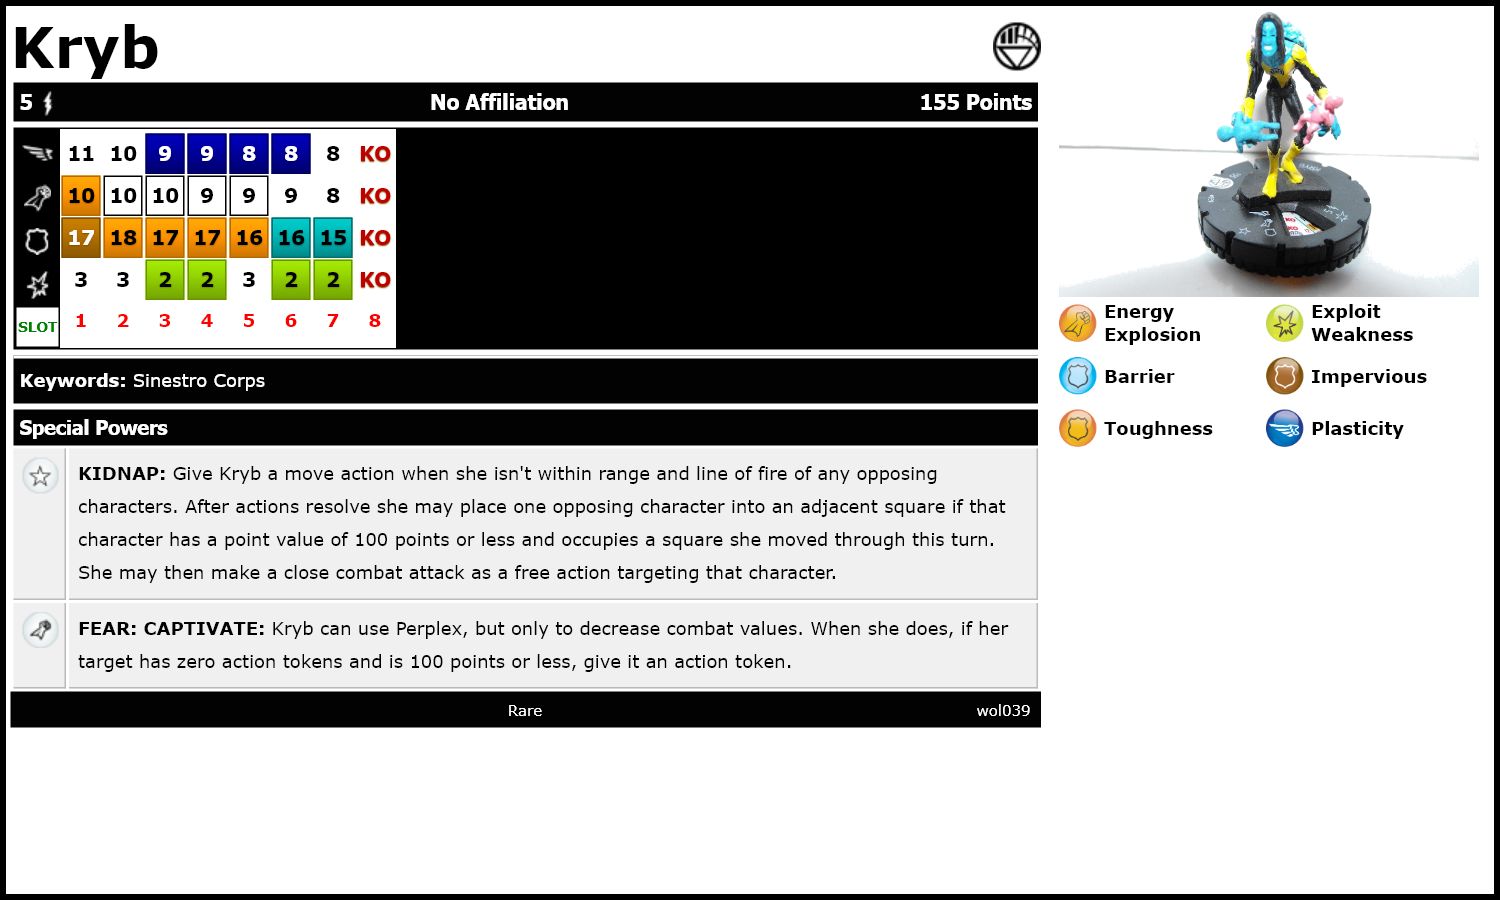 Kryb
5 No Affiliation 155 Points
11 10 9 9 8 8 8 KO
10 10 10 9 9 9 8 KO
17 18 17 17 16 16 15 KO
3 3 2 2 3 2 2 KO
SLOT 1 2 3 4 5 6 7 8
Keywords: Sinestro Corps
Special Powers
KIDNAP: Give Kryb a move action when she isn't within range and line of fire of any opposing
characters. After actions resolve she may place one opposing character into an adjacent square if that
character has a point value of 100 points or less and occupies a square she moved through this turn.
She may then make a close combat attack as a free action targeting that character.
FEAR: CAPTIVATE: Kryb can use Perplex, but only to decrease combat values. When she does, if her
target has zero action tokens and is 100 points or less, give it an action token.
Rare wol039
Energy
Explosion
Exploit
Weakness
Barrier
Impervious
Toughness
Plasticity